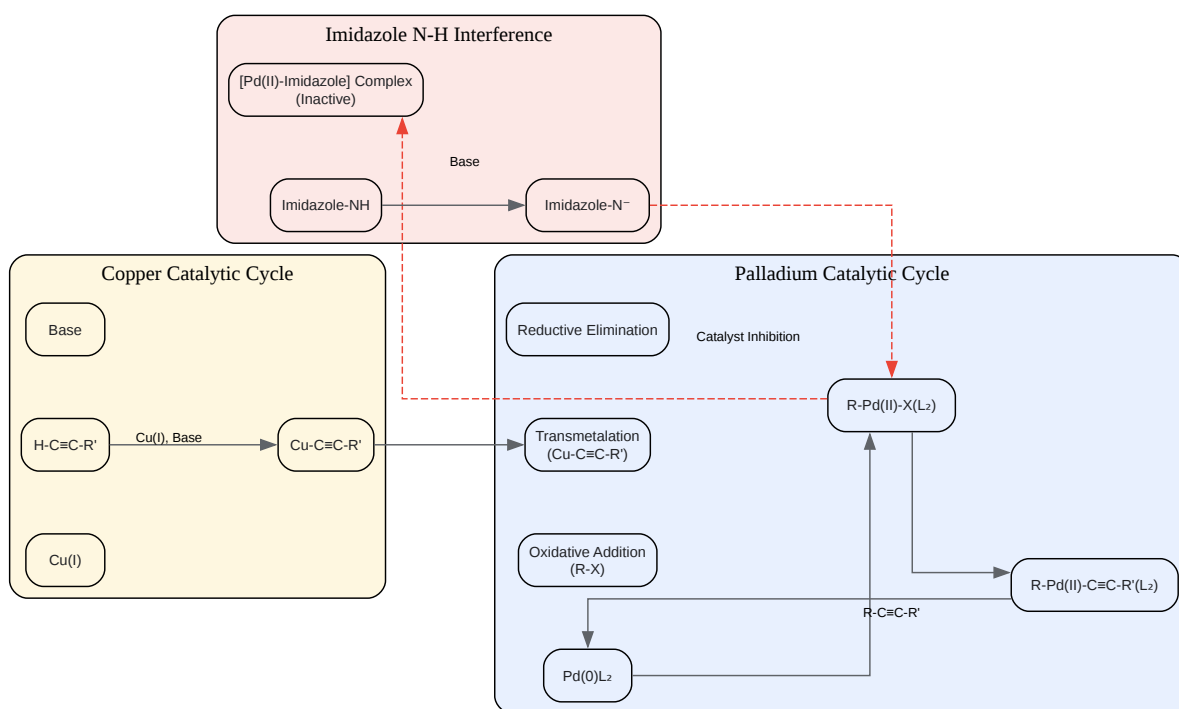 Imidazole N-H Interference
[Pd(II)-Imidazole] Complex
(Inactive)
Base
Imidazole-NH
Imidazole-N⁻
Copper Catalytic Cycle
Base
H-C≡C-R'
Cu(I), Base
Cu-C≡C-R'
Cu(I)
Palladium Catalytic Cycle
Reductive Elimination
Catalyst Inhibition
R-Pd(II)-X(L₂)
Transmetalation
(Cu-C≡C-R')
Oxidative Addition
(R-X)
R-Pd(II)-C≡C-R'(L₂)
R-C≡C-R'
Pd(0)L₂